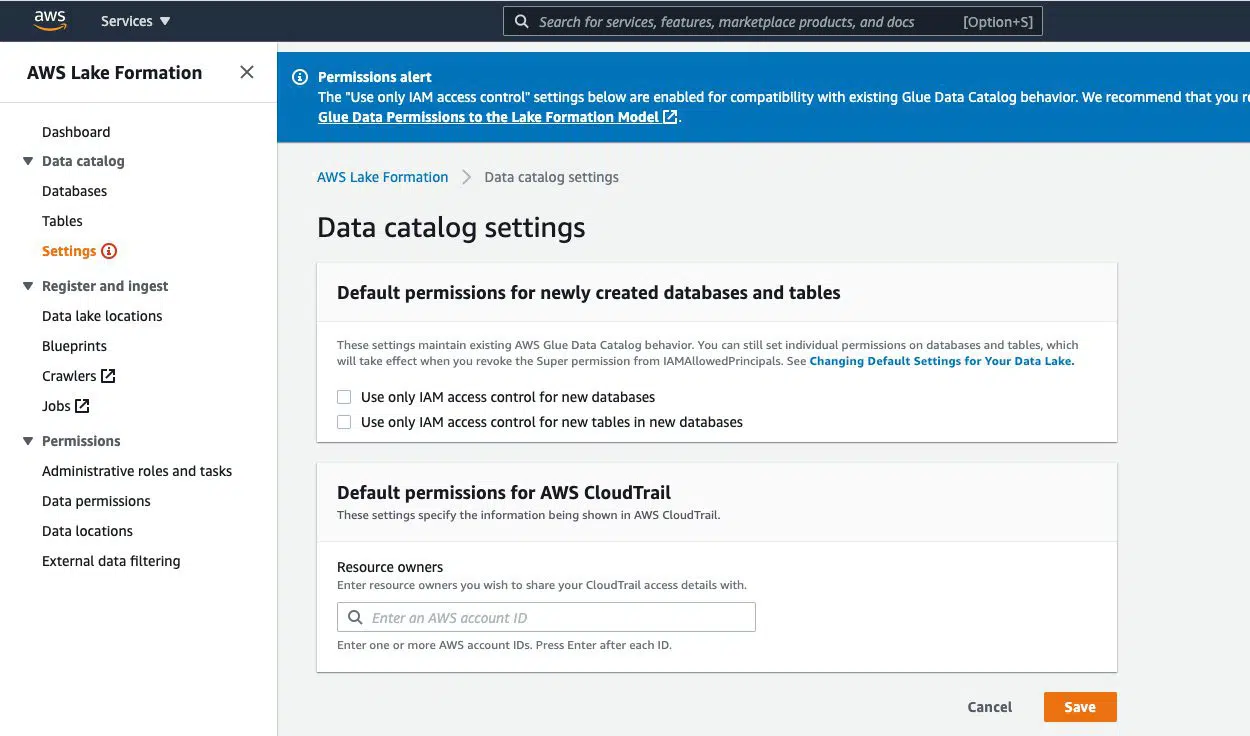 aws
Services
Search for services, features, marketplace products, and docs
[Option+S]
AWS Lake Formation
Dashboard
Data catalog
Databases
Tables
Settings
Register and ingest
Data lake locations
Blueprints
Crawlers
Jobs
Permissions
Administrative roles and tasks
Data permissions
Data locations
External data filtering
Permissions alert
The "Use only IAM access control" settings below are enabled for compatibility with existing Glue Data Catalog behavior. We recommend that you
Glue Data Permissions to the Lake Formation Model.
AWS Lake Formation
Data catalog settings
Data catalog settings
Default permissions for newly created databases and tables
These settings maintain existing AWS Glue Data Catalog behavior. You can still set individual permissions on databases and tables, which
will take effect when you revoke the Super permission from IAMAllowedPrincipals. See Changing Default Settings for Your Data Lake.
Use only IAM access control for new databases
Use only IAM access control for new tables in new databases
Default permissions for AWS CloudTrail
These settings specify the information being shown in AWS CloudTrail.
Resource owners
Enter resource owners you wish to share your CloudTrail access details with.
Enter an AWS account ID
Enter one or more AWS account IDs. Press Enter after each ID.
Cancel
Save